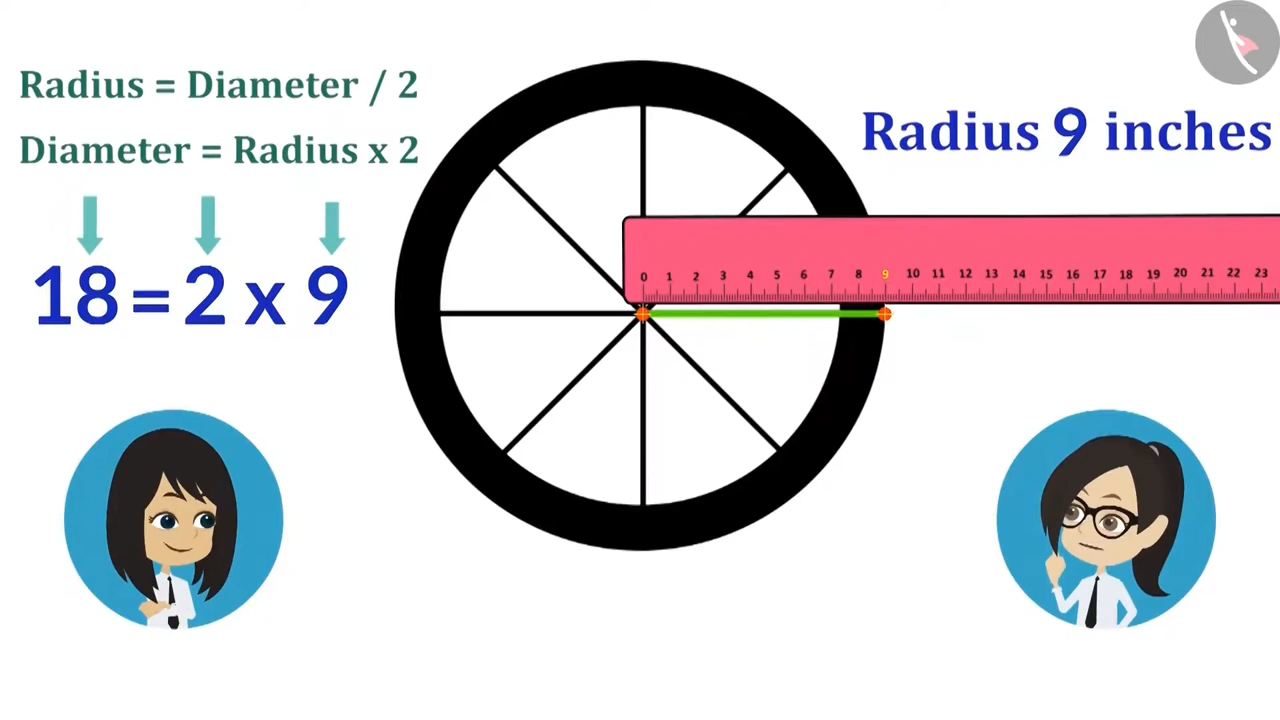 Radius = Diameter / 2
Diameter = Radius x 2
18 = 2 x 9
Radius 9 inches
0 1 2 3 4 5 6 7 8 9 10 11 12 13 14 15 16 17 18 19 20 21 22 23